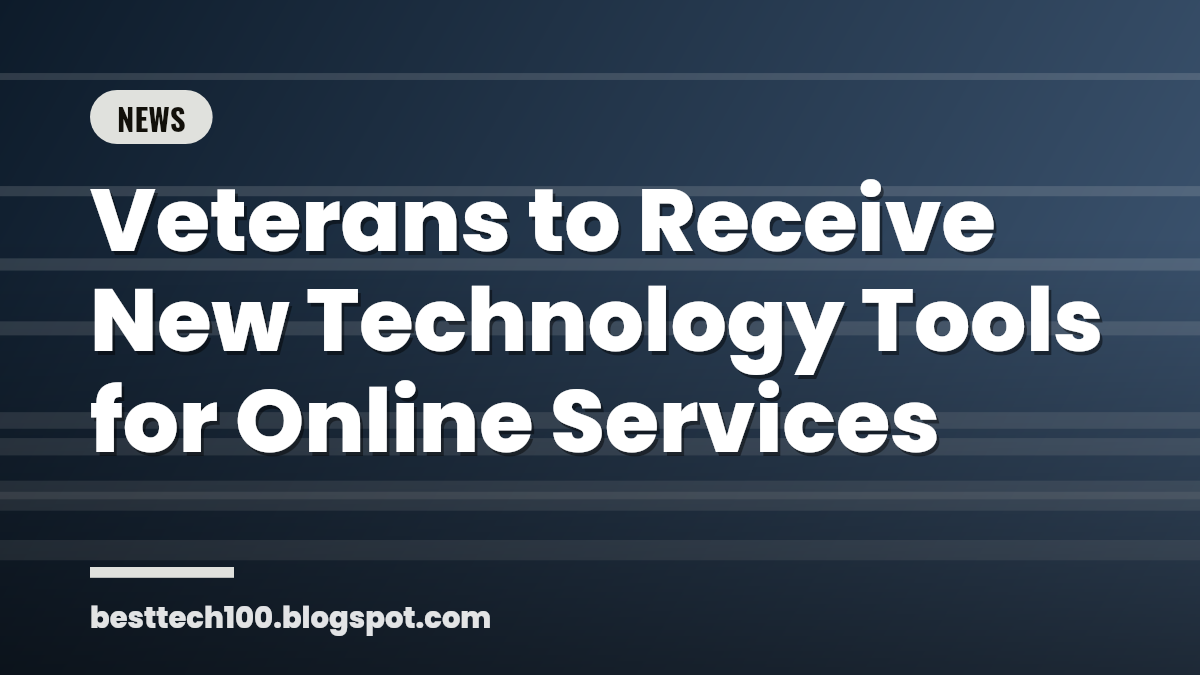 NEWS
Veterans to Receive
New Technology Tools
for Online Services
besttech100.blogspot.com